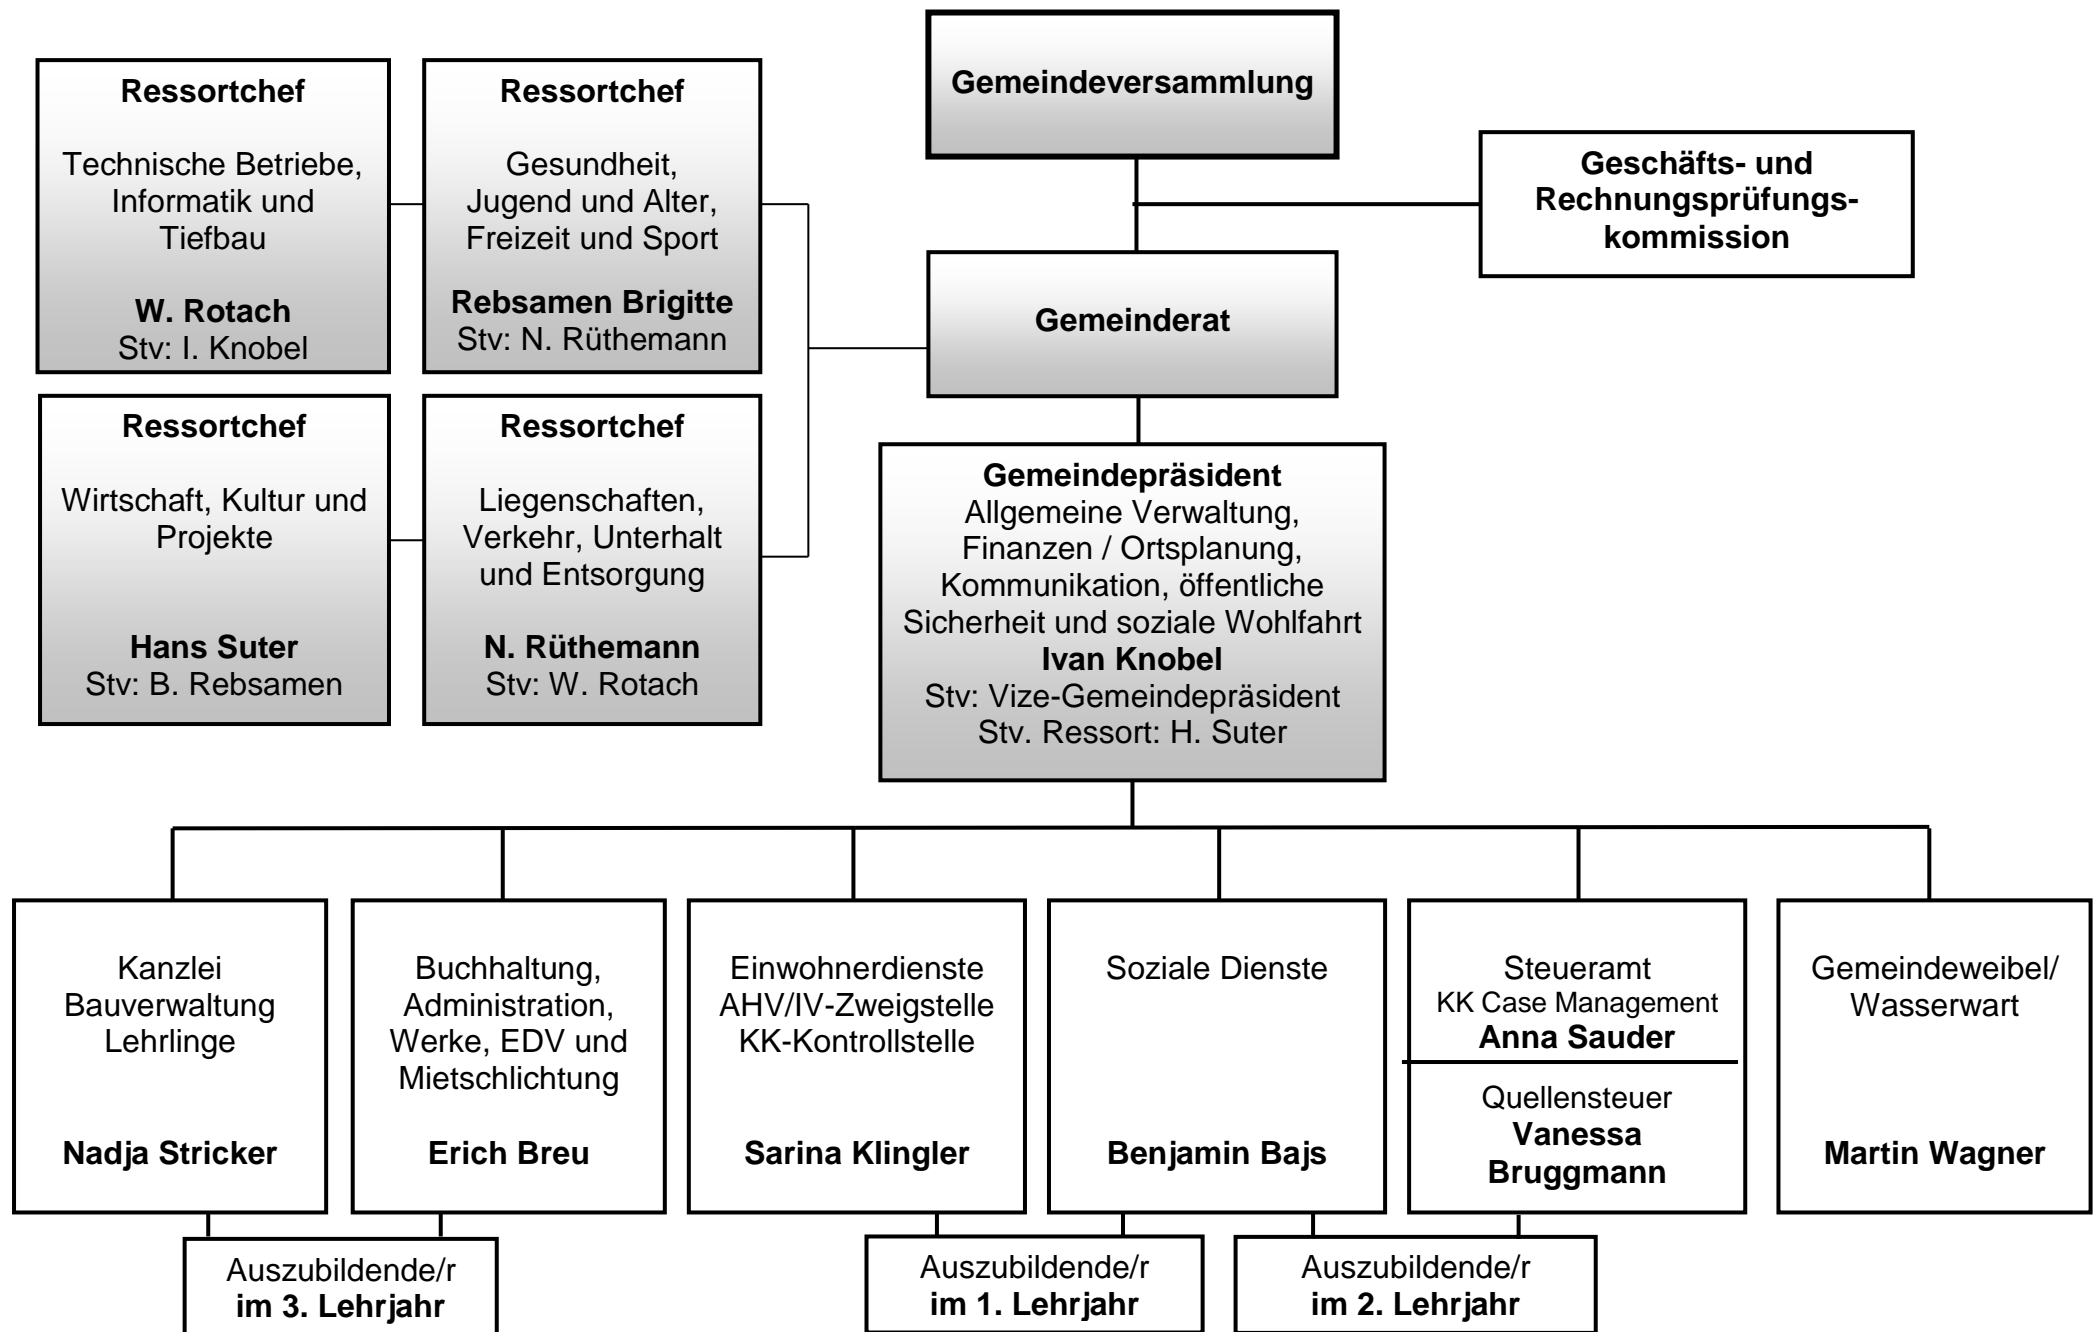 Gemeindeversammlung
Geschäfts- und
Rechnungsprüfungs-
kommission
Ressortchef
Technische Betriebe,
Informatik und
Tiefbau
W. Rotach
Stv: I. Knobel
Ressortchef
Gesundheit,
Jugend und Alter,
Freizeit und Sport
Rebsamen Brigitte
Stv: N. Rüthemann
Gemeinderat
Ressortchef
Wirtschaft, Kultur und
Projekte
Hans Suter
Stv: B. Rebsamen
Ressortchef
Liegenschaften,
Verkehr, Unterhalt
und Entsorgung
N. Rüthemann
Stv: W. Rotach
Gemeindepräsident
Allgemeine Verwaltung,
Finanzen / Ortsplanung,
Kommunikation, öffentliche
Sicherheit und soziale Wohlfahrt
Ivan Knobel
Stv: Vize-Gemeindepräsident
Stv. Ressort: H. Suter
Kanzlei
Bauverwaltung
Lehrlinge
Nadja Stricker
Buchhaltung,
Administration,
Werke, EDV und
Mietschlichtung
Erich Breu
Einwohnerdienste
AHV/IV-Zweigstelle
KK-Kontrollstelle
Sarina Klingler
Soziale Dienste
Benjamin Bajs
Steueramt
KK Case Management
Anna Sauder
Quellensteuer
Vanessa
Bruggmann
Gemeindeweibel/
Wasserwart
Martin Wagner
Auszubildende/r
im 3. Lehrjahr
Auszubildende/r
im 1. Lehrjahr
Auszubildende/r
im 2. Lehrjahr